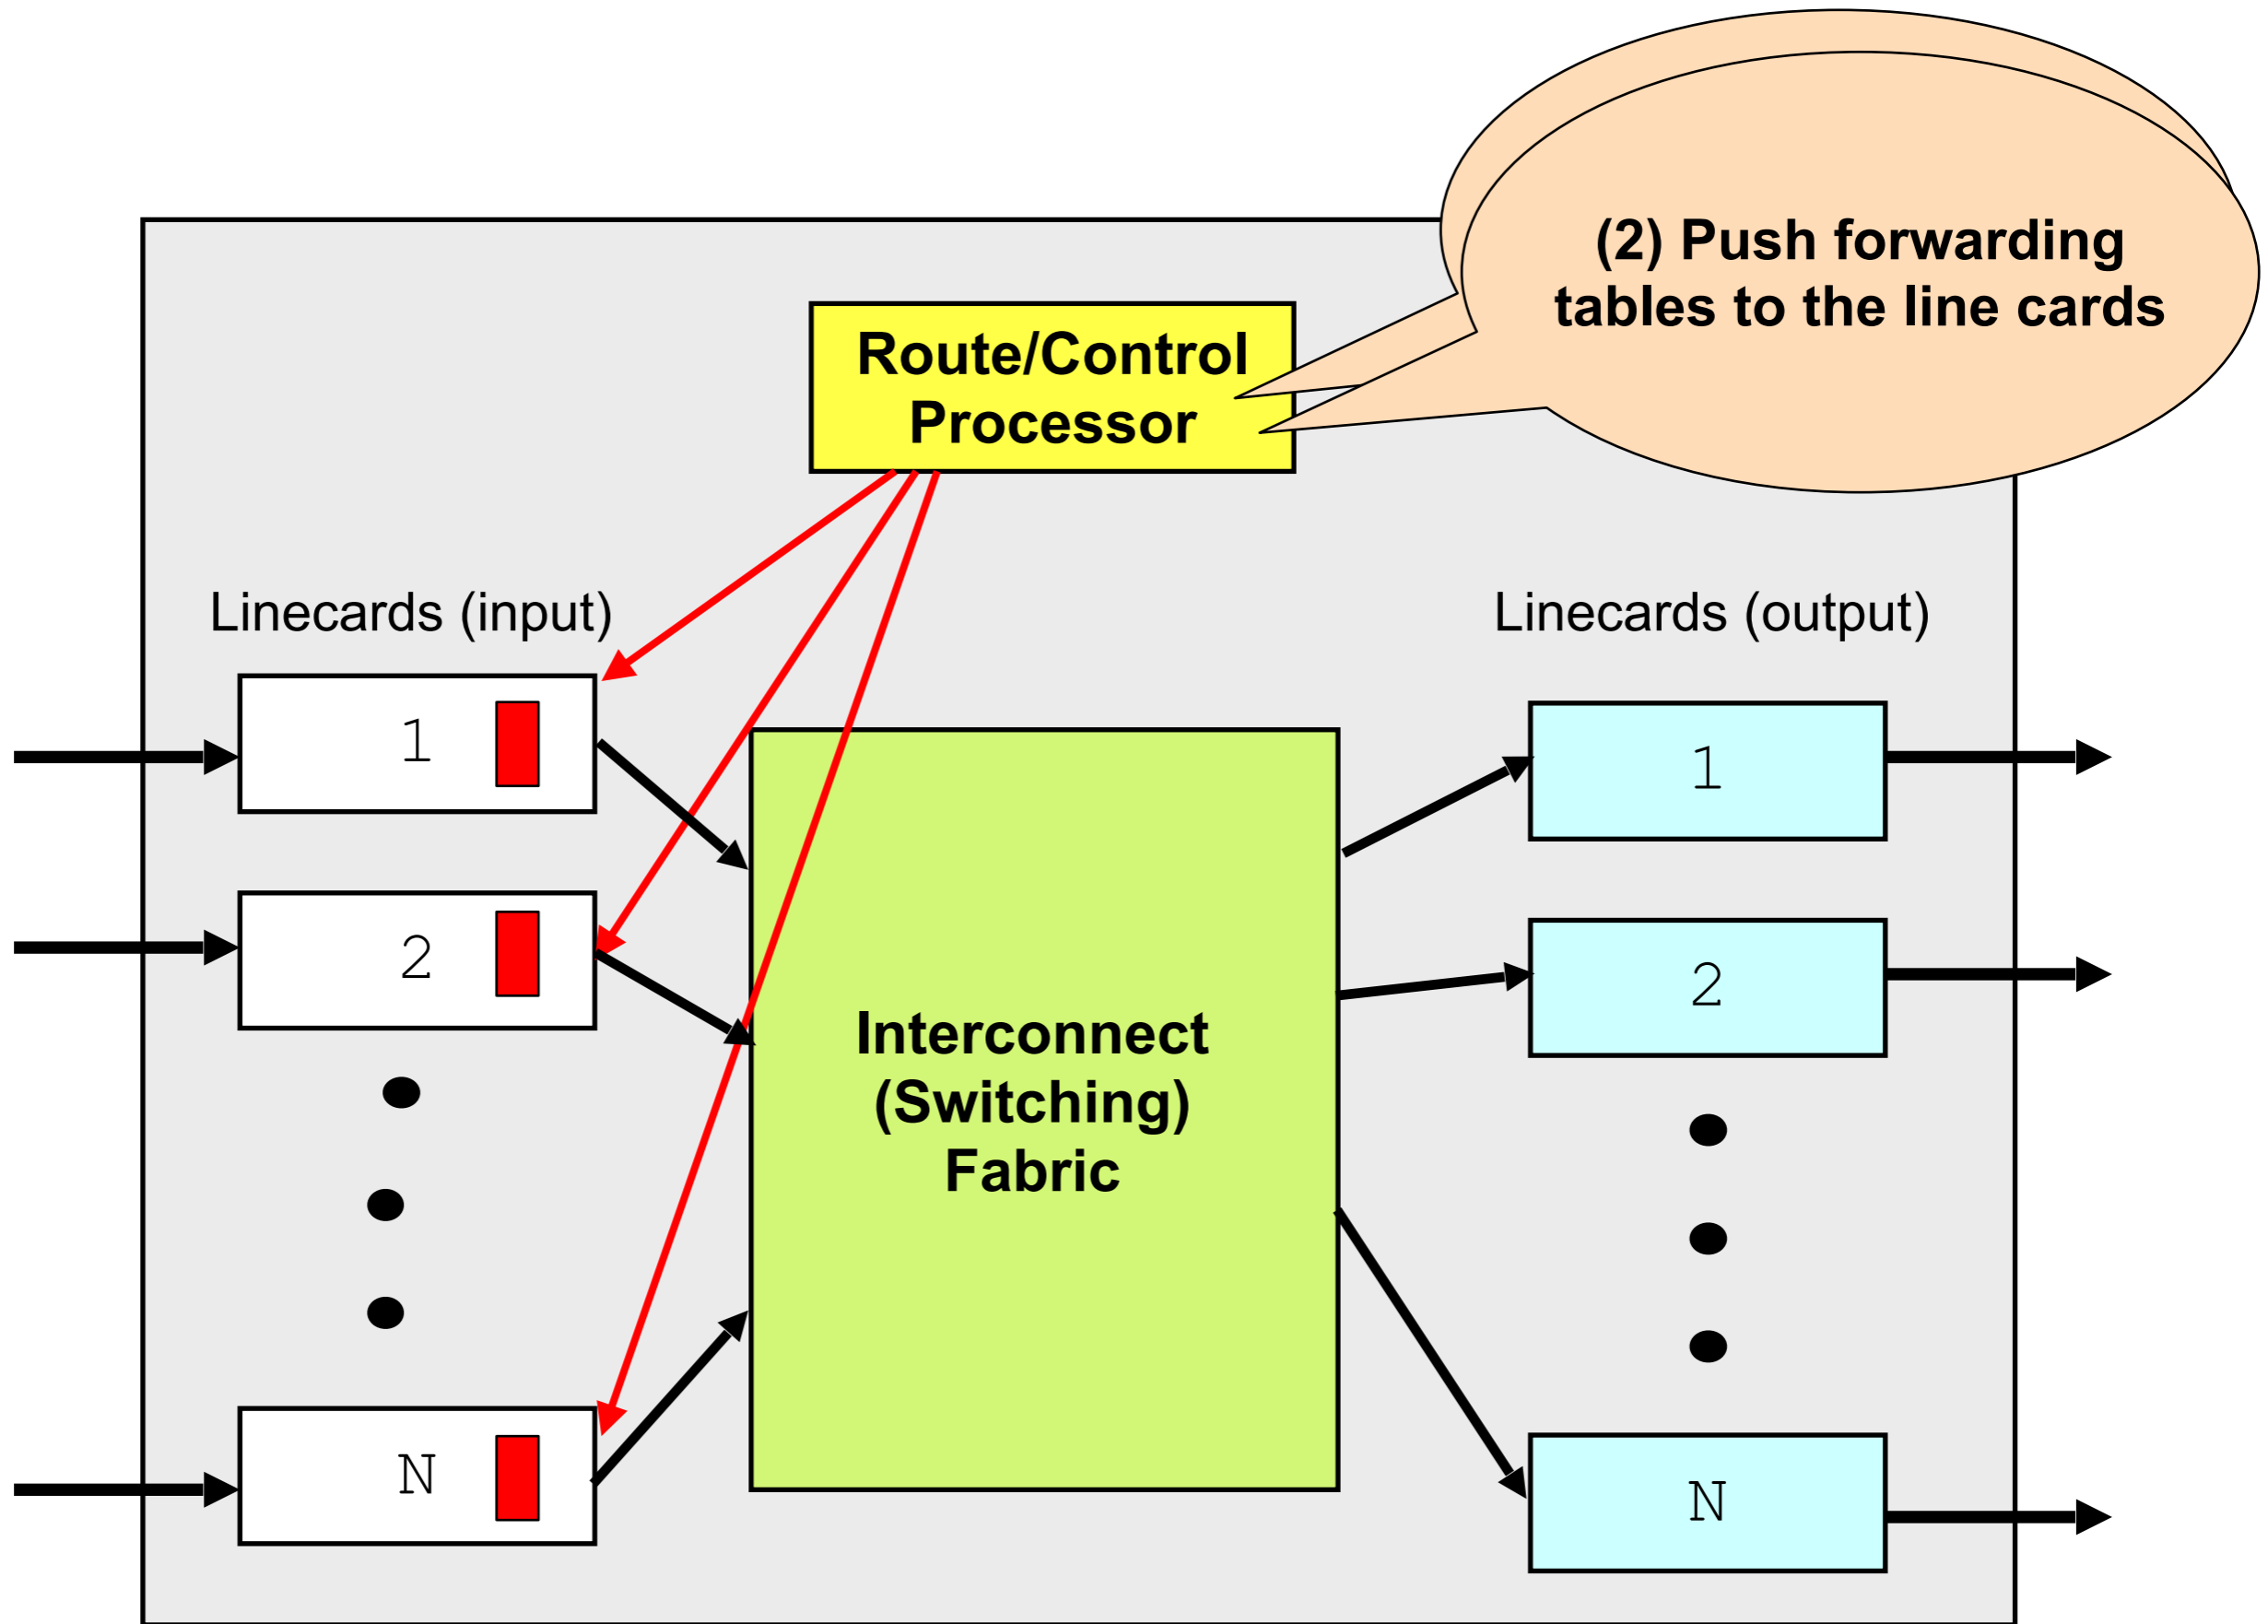 (2) Push forwarding
tables to the line cards
Route/Control
Processor
Linecards (input)
Linecards (output)
1
1
2
2
Interconnect
(Switching)
Fabric
N
N